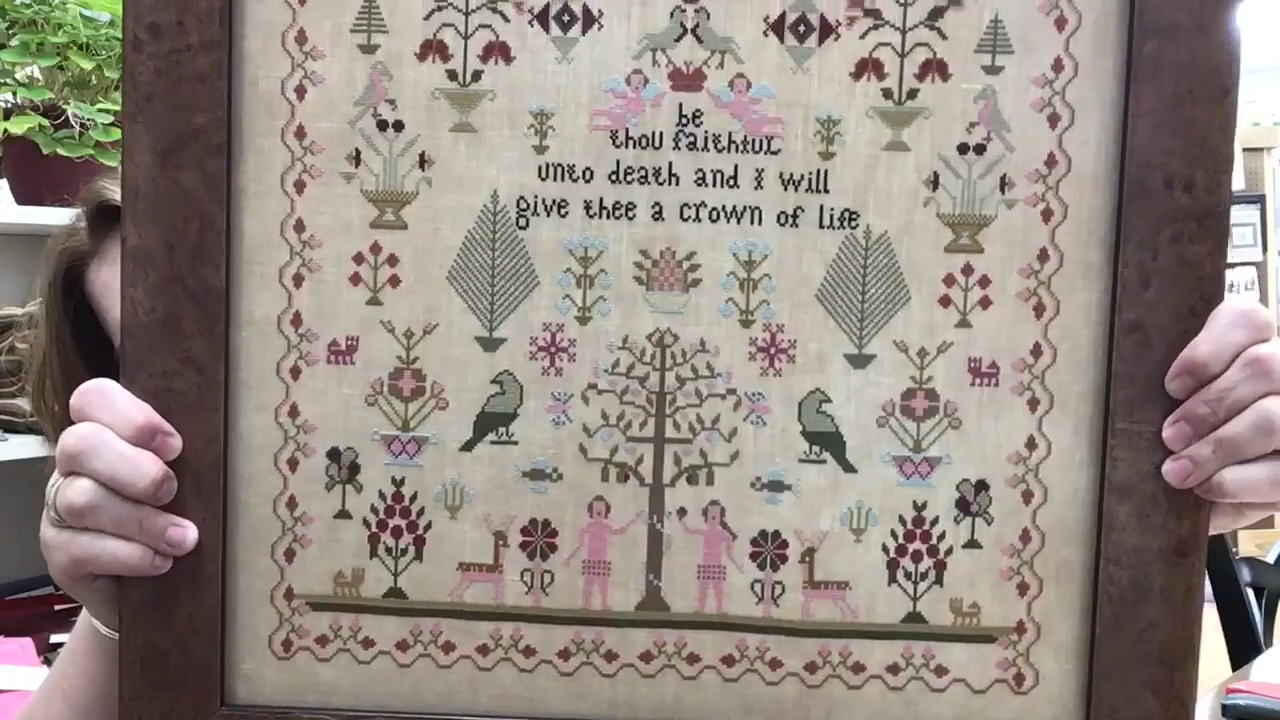 be
thou faithful
unto death and I will
give thee a crown of life